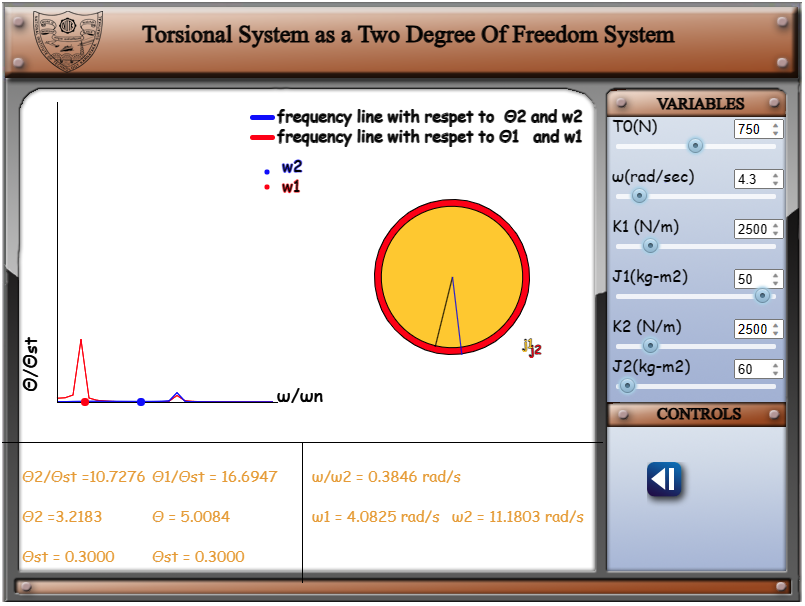 Torsional System as a Two Degree Of Freedom System
frequency line with respet to Θ2 and w2
frequency line with respet to Θ1 and w1
w2
w1
Θ/Θst
ω/ωn
J1
J2
Θ2/Θst =10.7276 Θ1/Θst = 16.6947
Θ2 =3.2183 Θ = 5.0084
Θst = 0.3000 Θst = 0.3000
ω/ω2 = 0.3846 rad/s
ω1 = 4.0825 rad/s ω2 = 11.1803 rad/s
VARIABLES
T0(N) 750
ω(rad/sec) 4.3
K1 (N/m) 2500
J1(kg-m2) 50
K2 (N/m) 2500
J2(kg-m2) 60
CONTROLS